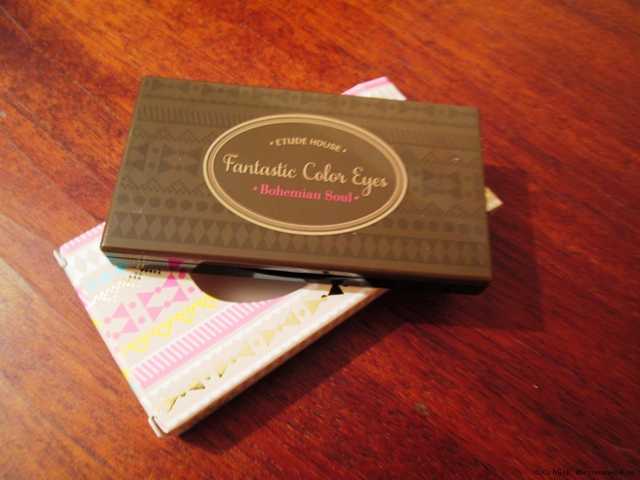 • ETUDE HOUSE •
Fantastic Color Eyes
• Bohemian Soul •